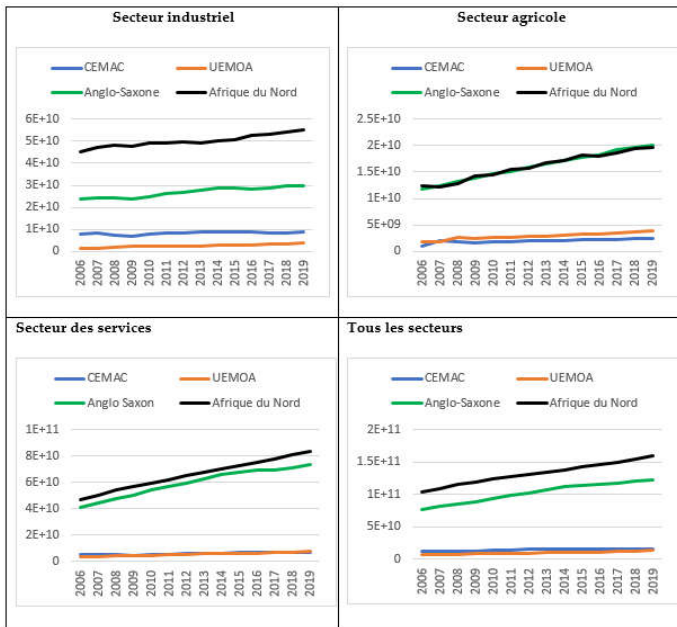 Secteur industriel
CEMAC
UEMOA
Anglo-Saxone
Afrique du Nord
6E+10
5E+10
4E+10
3E+10
2E+10
1E+10
0
2006
2007
2008
2009
2010
2011
2012
2013
2014
2015
2016
2017
2018
2019
Secteur agricole
CEMAC
UEMOA
Anglo-Saxone
Afrique du Nord
2.5E+10
2E+10
1.5E+10
1E+10
5E+09
0
2006
2007
2008
2009
2010
2011
2012
2013
2014
2015
2016
2017
2018
2019
Secteur des services
CEMAC
UEMOA
Anglo Saxon
Afrique du Nord
1E+11
8E+10
6E+10
4E+10
2E+10
0
2006
2007
2008
2009
2010
2011
2012
2013
2014
2015
2016
2017
2018
2019
Tous les secteurs
CEMAC
UEMOA
Anglo-Saxone
Afrique du Nord
2E+11
1.5E+11
1E+11
5E+10
0
2006
2007
2008
2009
2010
2011
2012
2013
2014
2015
2016
2017
2018
2019